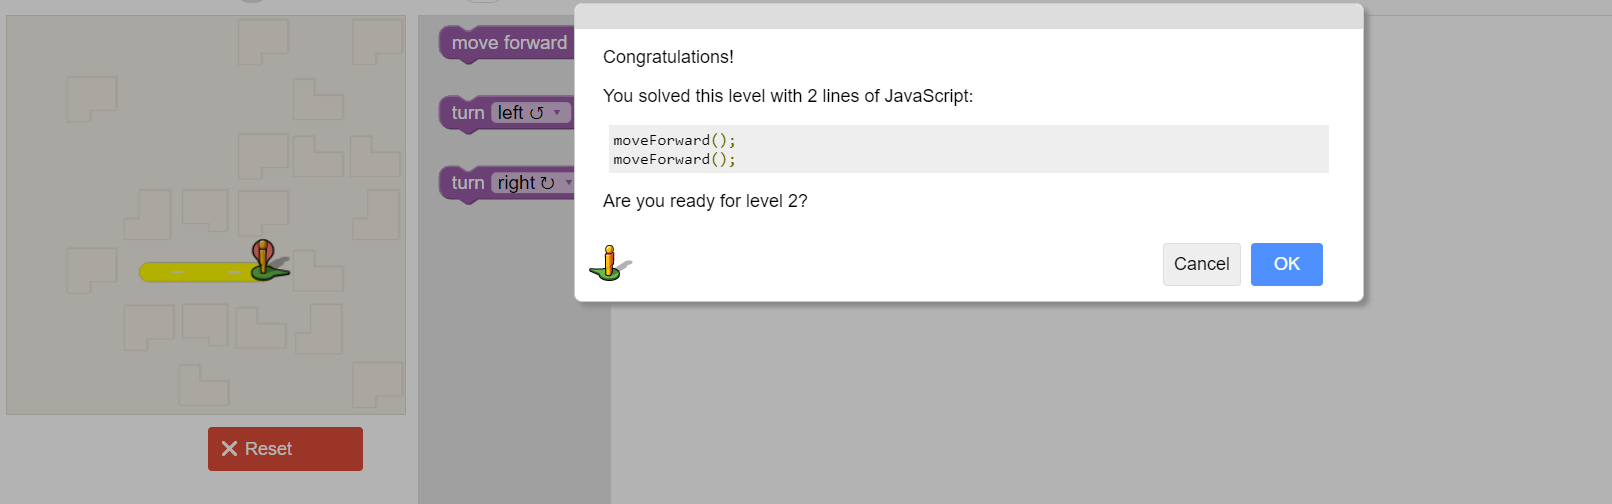 move forward
turn left ↺
turn right ↻
Reset
Congratulations!
You solved this level with 2 lines of JavaScript:
moveForward();
moveForward();
Are you ready for level 2?
Cancel
OK